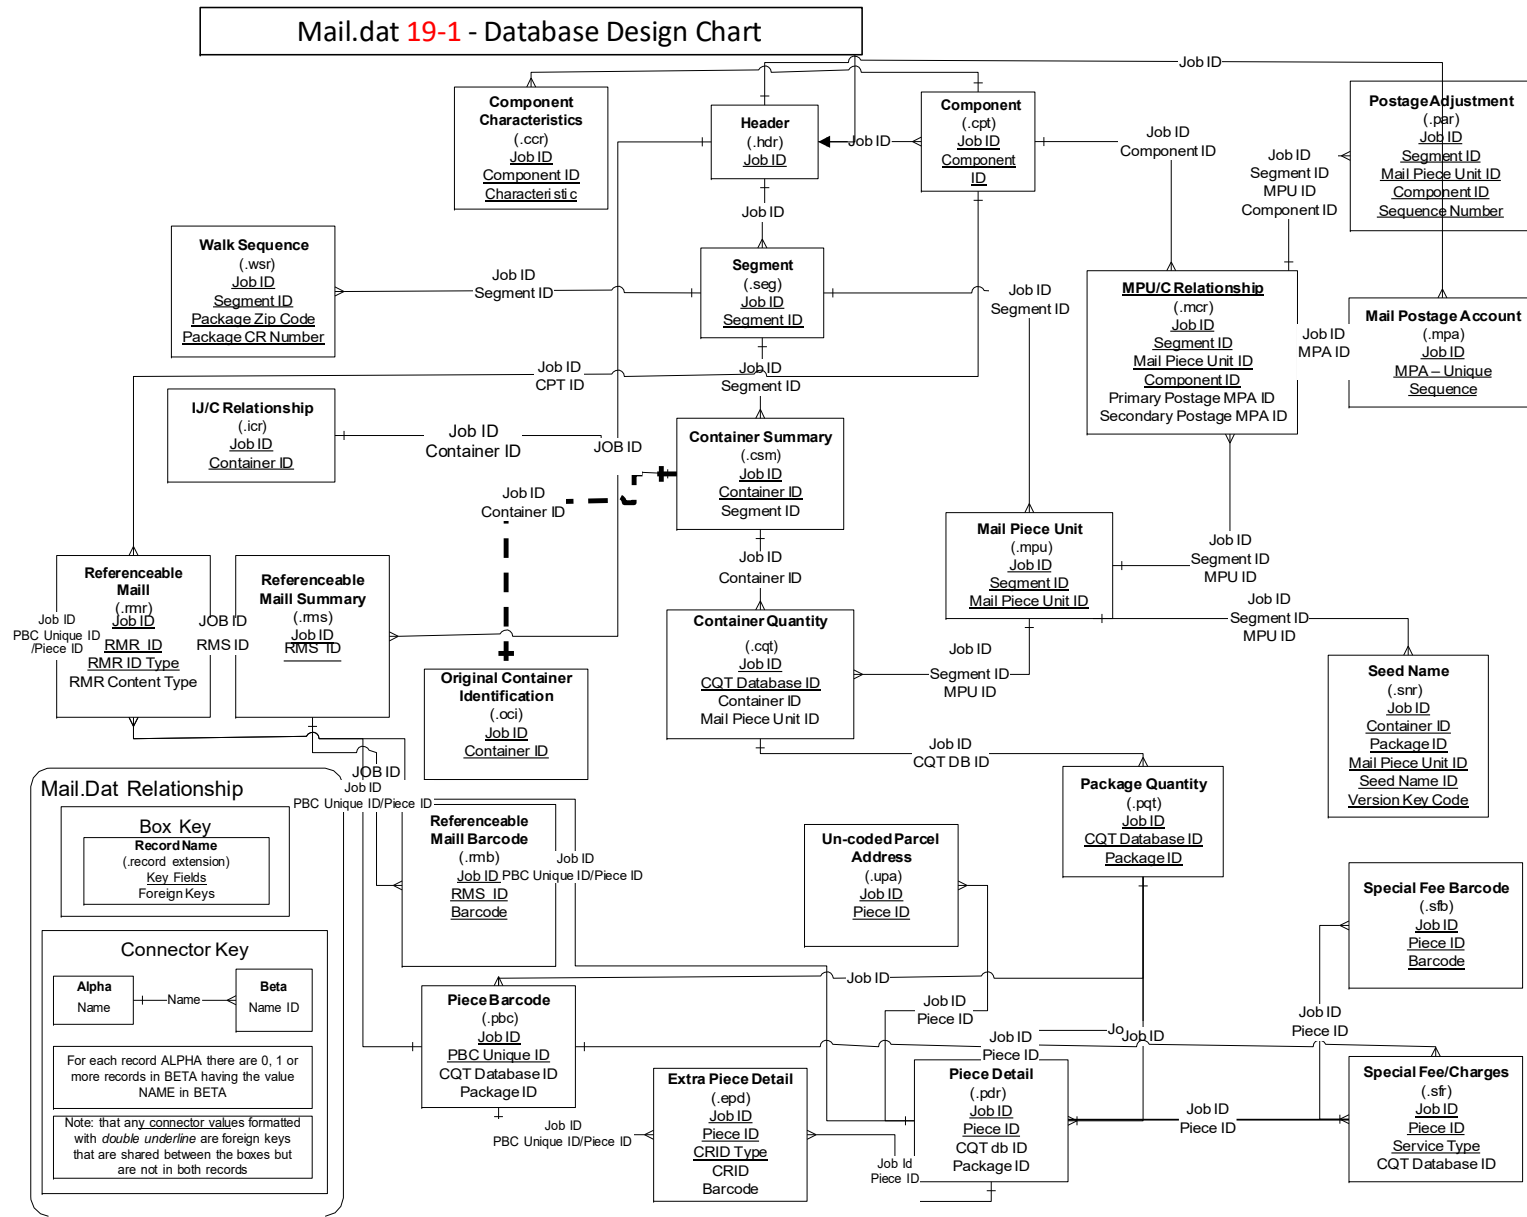 Mail.dat 19-1 - Database Design Chart
Job ID
Component
Characteristics
(.ccr)
Job ID
Component ID
Characteristic
Header
(.hdr)
Job ID
Job ID
Component
(.cpt)
Job ID
Component
ID
Job ID
Component ID
Job ID
Segment ID
MPU ID
Component ID
Postage Adjustment
(.par)
Job ID
Segment ID
Mail Piece Unit ID
Component ID
Sequence Number
Job ID
Walk Sequence
(.wsr)
Job ID
Segment ID
Package Zip Code
Package CR Number
Job ID
Segment ID
Segment
(.seg)
Job ID
Segment ID
Job ID
Segment ID
MPU/C Relationship
(.mcr)
Job ID
Segment ID
Mail Piece Unit ID
Component ID
Primary Postage MPA ID
Secondary Postage MPA ID
Job ID
MPA ID
Mail Postage Account
(.mpa)
Job ID
MPA – Unique
Sequence
Job ID
CPT ID
Job ID
Segment ID
IJ/C Relationship
(.icr)
Job ID
Container ID
Job ID
Container ID
JOB ID
Container Summary
(.csm)
Job ID
Container ID
Segment ID
Job ID
Container ID
Job ID
Container ID
Mail Piece Unit
(.mpu)
Job ID
Segment ID
Mail Piece Unit ID
Job ID
Segment ID
MPU ID
Job ID
Segment ID
MPU ID
Referenceable
Maill
(.rmr)
Job ID
RMR ID
RMR ID Type
RMR Content Type
Job ID
PBC Unique ID
/Piece ID
JOB ID
RMS ID
Referenceable
Maill Summary
(.rms)
Job ID
RMS ID
Original Container
Identification
(.oci)
Job ID
Container ID
Container Quantity
(.cqt)
Job ID
CQT Database ID
Container ID
Mail Piece Unit ID
Job ID
Segment ID
MPU ID
Seed Name
(.snr)
Job ID
Container ID
Package ID
Mail Piece Unit ID
Seed Name ID
Version Key Code
Job ID
CQT DB ID
JOB ID
Job ID
PBC Unique ID/Piece ID
Package Quantity
(.pqt)
Job ID
CQT Database ID
Package ID
Mail.Dat Relationship
Box Key
Record Name
(.record extension)
Key Fields
Foreign Keys
Connector Key
Alpha
Name
Name
Beta
Name ID
For each record ALPHA there are 0, 1 or
more records in BETA having the value
NAME in BETA
Note: that any connector values formatted
with double underline are foreign keys
that are shared between the boxes but
are not in both records
Referenceable
Maill Barcode
(.rmb)
Job ID
RMS ID
Barcode
Job ID
PBC Unique ID/Piece ID
Un-coded Parcel
Address
(.upa)
Job ID
Piece ID
Special Fee Barcode
(.sfb)
Job ID
Piece ID
Barcode
Job ID
Piece Barcode
(.pbc)
Job ID
PBC Unique ID
CQT Database ID
Package ID
Job ID
Piece ID
Job ID
Piece ID
Job ID
Job ID
Piece ID
Extra Piece Detail
(.epd)
Job ID
Piece ID
CRID Type
CRID
Barcode
Piece Detail
(.pdr)
Job ID
Piece ID
CQT db ID
Package ID
Job ID
Piece ID
Special Fee/Charges
(.sfr)
Job ID
Piece ID
Service Type
CQT Database ID
Job ID
PBC Unique ID/Piece ID
Job Id
Piece ID